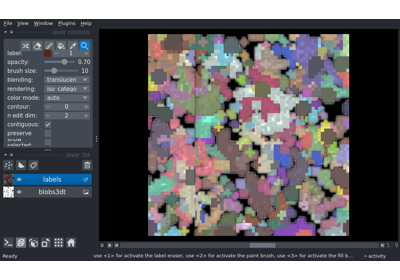 File View Window Plugins Help
layer controls
label: 1
opacity: 0.70
brush size: 10
blending: translucen
rendering: iso_catego
color mode: auto
contour: 0
n edit dim: 2
contiguous:
preserve
selected:
layer list
labels
blobs3dt
Ready
use <1> for activate the label eraser, use <2> for activate the paint brush, use <3> for activate the fill b...
activity